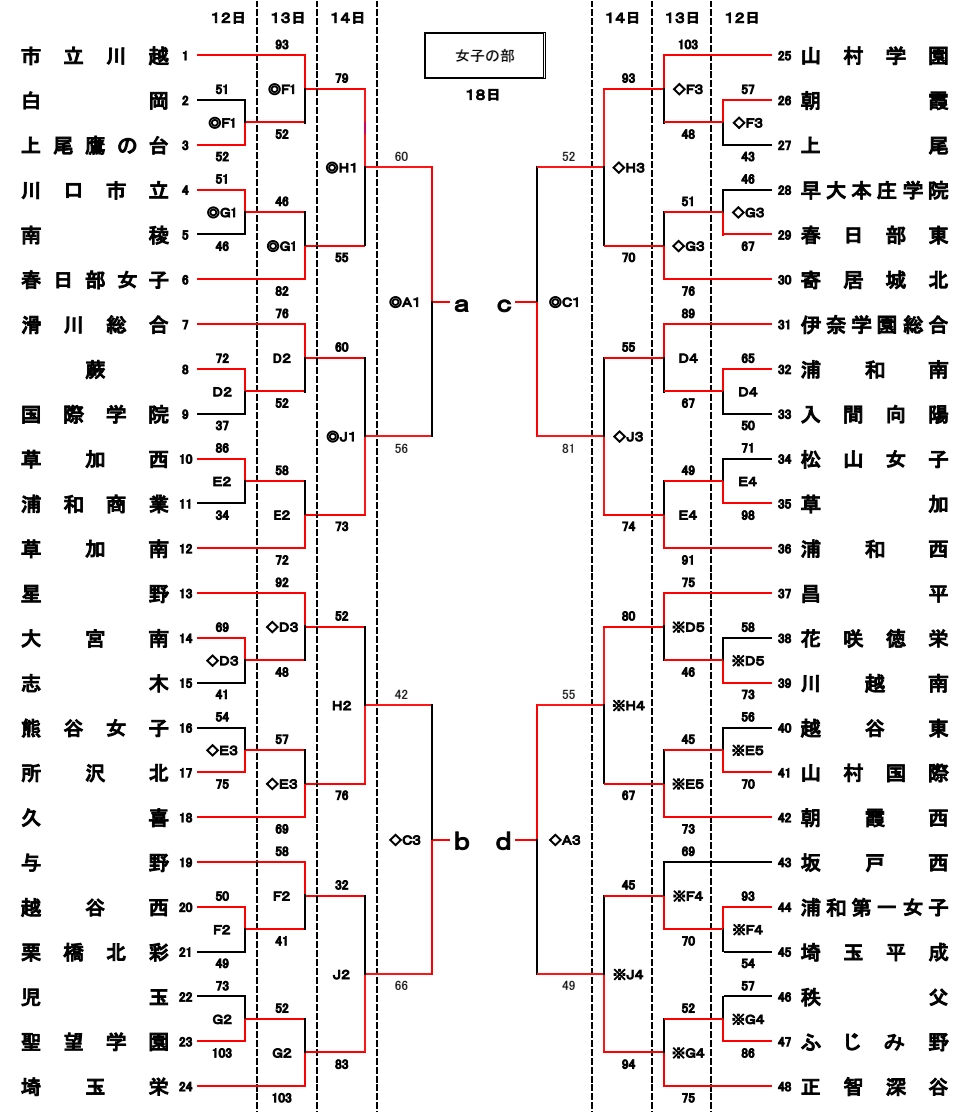 12日 13日 14日 14日 13日 12日
女子の部
18日
市立川越 1
白岡 2
上尾鷹の台 3
川口市立 4
南稜 5
春日部女子 6
滑川総合 7
蕨 8
国際学院 9
草加西 10
浦和商業 11
草加南 12
星野 13
大宮南 14
志木 15
熊谷女子 16
所沢北 17
久喜 18
与野 19
越谷西 20
栗橋北彩 21
児玉 22
聖望学園 23
埼玉栄 24
51 ◎F1 52
51 ◎G1 46
72 D2 37
86 E2 34
69 ◇D3 41
54 ◇E3 75
50 F2 49
73 G2 103
93 ◎F1 52
46 ◎G1 82
76 D2 52
58 E2 72
92 ◇D3 48
57 ◇E3 69
58 F2 41
52 G2 103
79 ◎H1 55
60 ◎J1 73
52 H2 76
32 J2 83
60 ◎A1 56
42 ◇C3 66
a c
b d
52 ◎C1 81
55 ◇A3 49
93 ◇H3 70
55 ◇J3 74
80 ※H4 67
45 ※J4 94
103 ◇F3 48
51 ◇G3 76
89 D4 67
49 E4 91
75 ※D5 46
45 ※E5 73
69 ※F4 70
52 ※G4 75
57 ◇F3 43
46 ◇G3 67
65 D4 50
71 E4 98
58 ※D5 73
56 ※E5 70
93 ※F4 54
57 ※G4 86
25 山村学園
26 朝霞
27 上尾
28 早大本庄学院
29 春日部東
30 寄居城北
31 伊奈学園総合
32 浦和南
33 入間向陽
34 松山女子
35 草加
36 浦和西
37 昌平
38 花咲徳栄
39 川越南
40 越谷東
41 山村国際
42 朝霞西
43 坂戸西
44 浦和第一女子
45 埼玉平成
46 秩父
47 ふじみ野
48 正智深谷